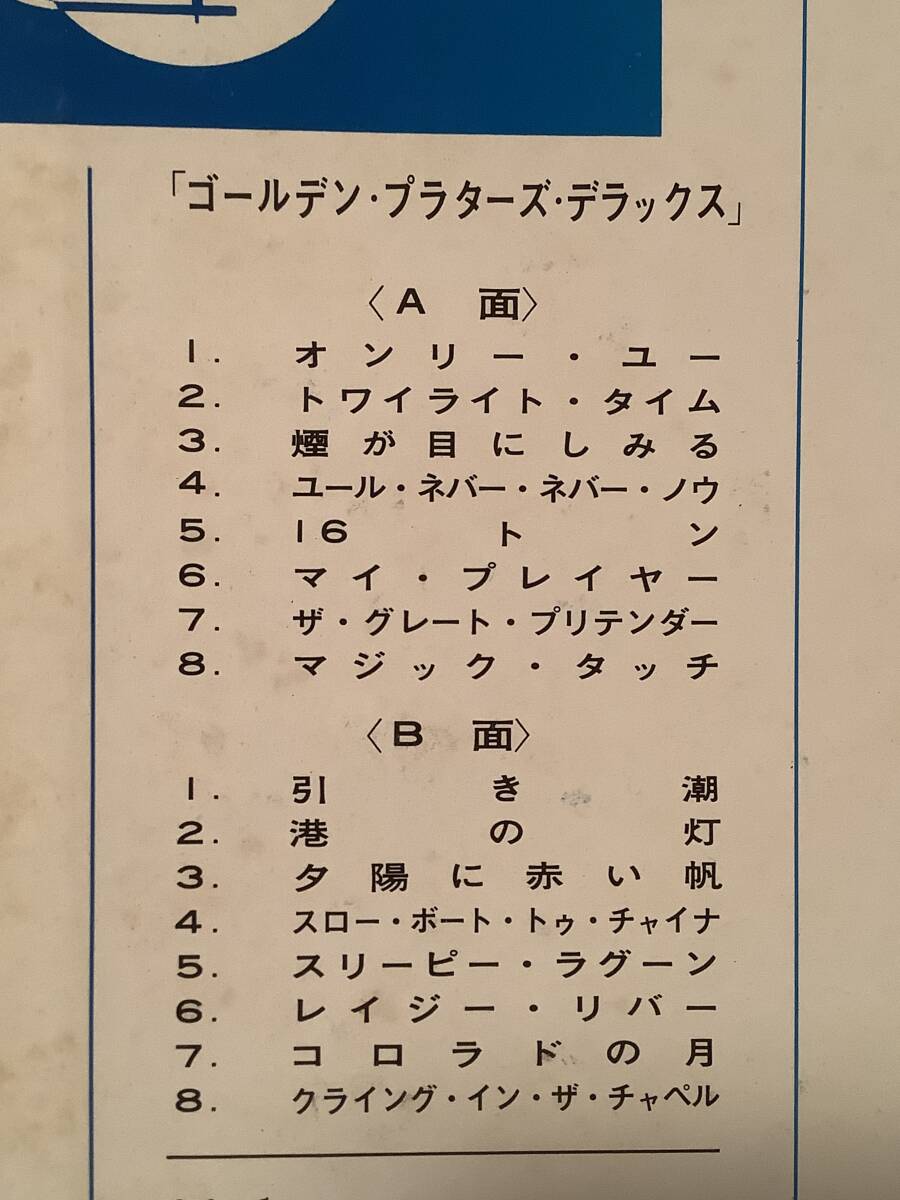 「ゴールデン・プラターズ・デラックス」
〈A 面〉
1. オンリー・ユー
2. トワイライト・タイム
3. 煙が目にしみる
4. ユール・ネバー・ネバー・ノウ
5. 16トン
6. マイ・プレイヤー
7. ザ・グレート・プリテンダー
8. マジック・タッチ
〈B 面〉
1. 引き潮
2. 港の灯
3. 夕陽に赤い帆
4. スロー・ボート・トゥ・チャイナ
5. スリーピー・ラグーン
6. レイジー・リバー
7. コロラドの月
8. クライング・イン・ザ・チャペル